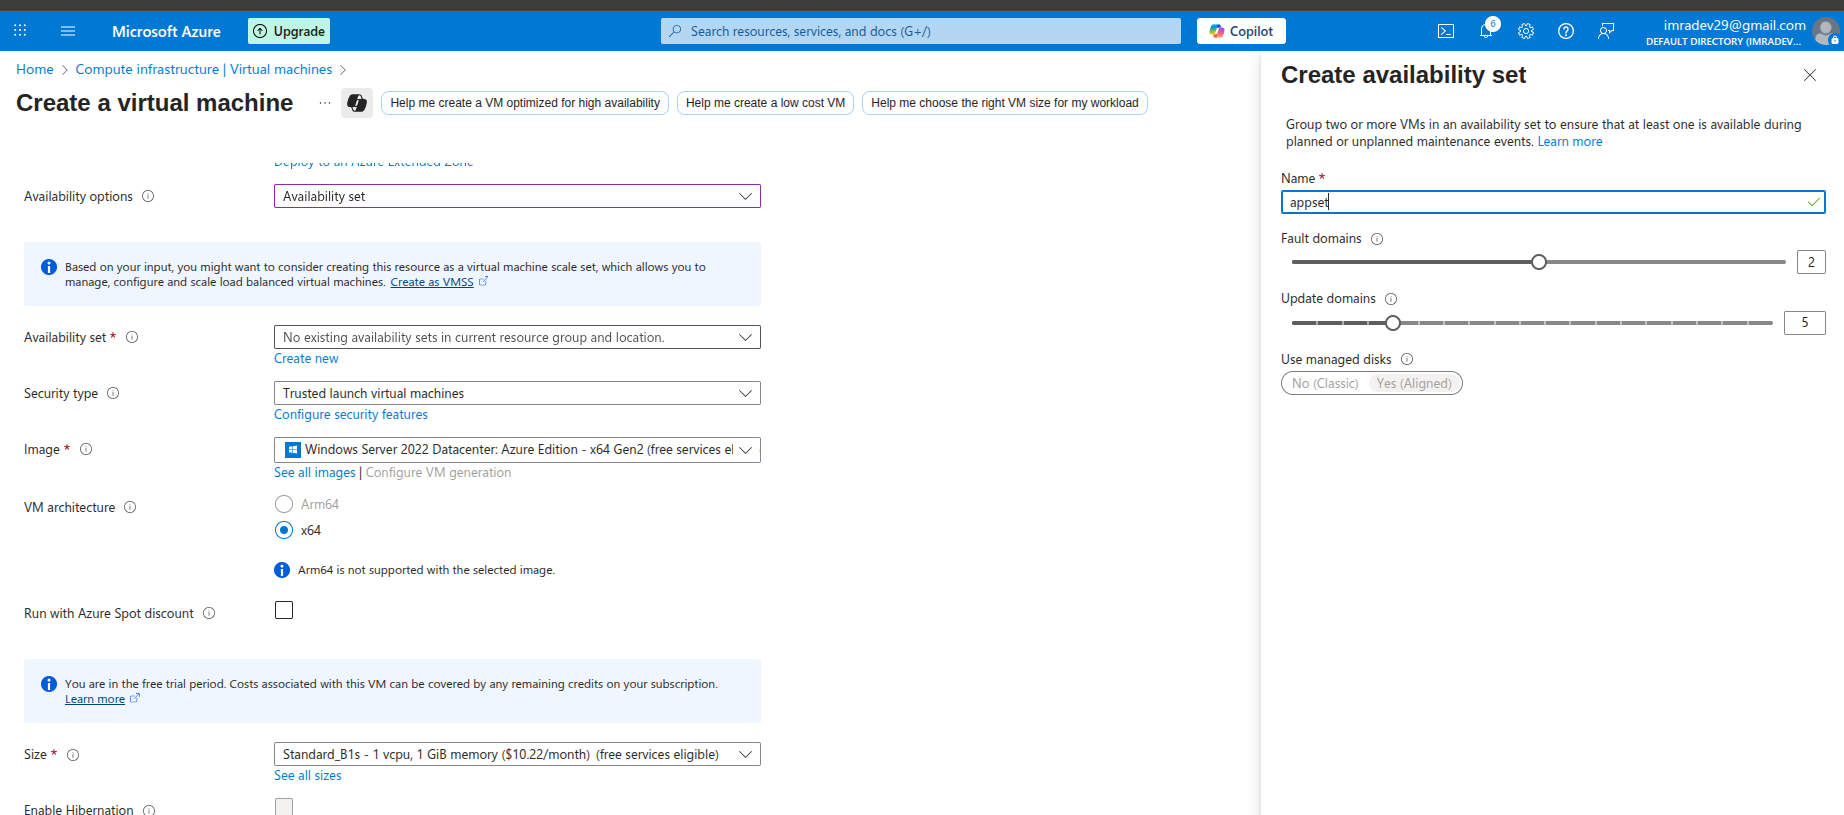 Microsoft Azure
Upgrade
Search resources, services, and docs (G+/)
Copilot
6
imradev29@gmail.com
DEFAULT DIRECTORY (IMRADEV...
Home > Compute infrastructure | Virtual machines >
Create a virtual machine
...
Help me create a VM optimized for high availability
Help me create a low cost VM
Help me choose the right VM size for my workload
Deploy to an Azure Extended Zone
Availability options
Availability set
Based on your input, you might want to consider creating this resource as a virtual machine scale set, which allows you to
manage, configure and scale load balanced virtual machines. Create as VMSS
Availability set *
No existing availability sets in current resource group and location.
Create new
Security type
Trusted launch virtual machines
Configure security features
Image *
Windows Server 2022 Datacenter: Azure Edition - x64 Gen2 (free services el
See all images | Configure VM generation
VM architecture
Arm64
x64
Arm64 is not supported with the selected image.
Run with Azure Spot discount
You are in the free trial period. Costs associated with this VM can be covered by any remaining credits on your subscription.
Learn more
Size *
Standard_B1s - 1 vcpu, 1 GiB memory ($10.22/month) (free services eligible)
See all sizes
Enable Hibernation
Create availability set
Group two or more VMs in an availability set to ensure that at least one is available during
planned or unplanned maintenance events. Learn more
Name *
appset
Fault domains
2
Update domains
5
Use managed disks
No (Classic) Yes (Aligned)